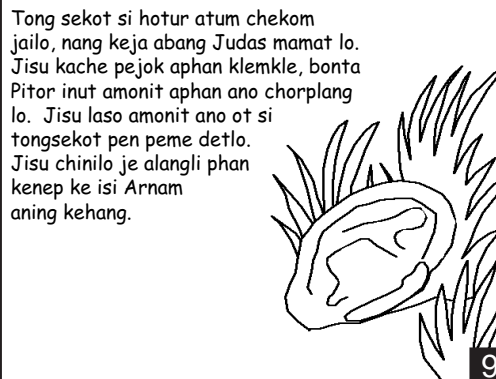 Tong sekot si hotur atum chekom
jailo, nang keja abang Judas mamat lo.
Jisu kache pejok aphan klemkle, bonta
Pitor inut amonit aphan ano chorplang
lo. Jisu laso amonit ano ot si
tongsekot pen peme detlo.
Jisu chinilo je alangli phan
kenep ke isi Arnam
aning kehang.
9